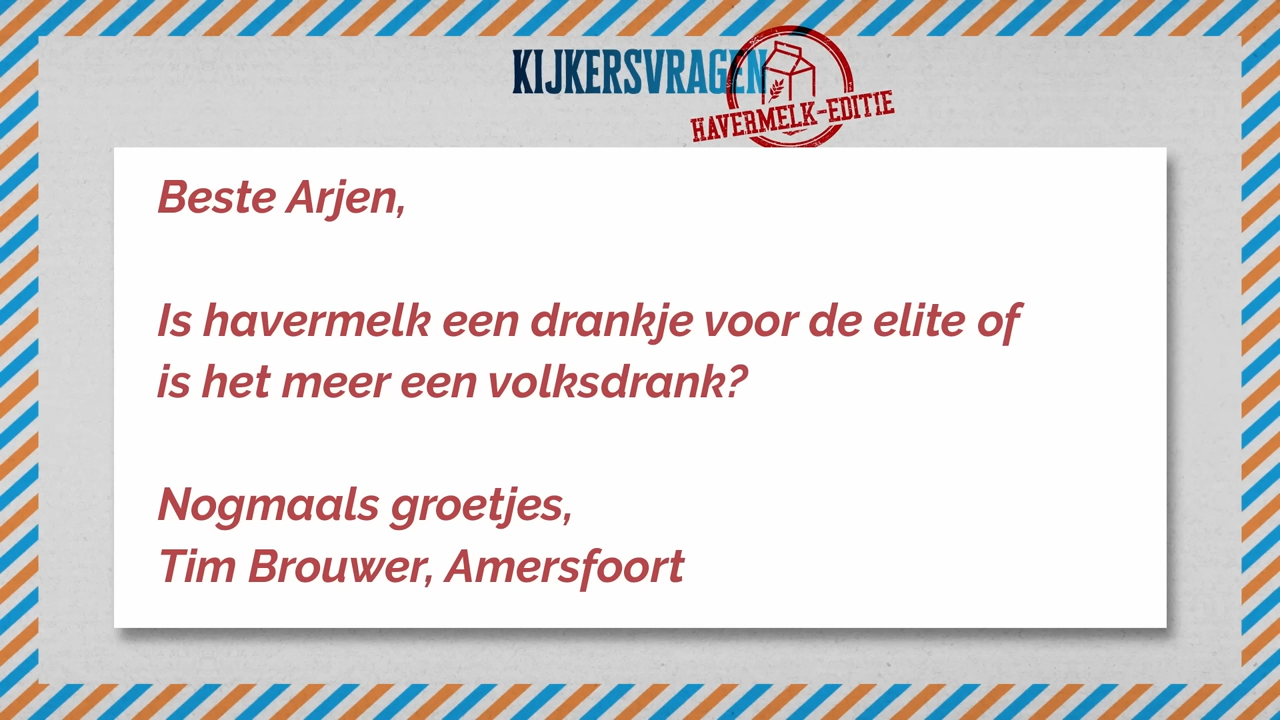 KIJKERSVRAGEN
HAVERMELK-EDITIE
Beste Arjen,
Is havermelk een drankje voor de elite of
is het meer een volksdrank?
Nogmaals groetjes,
Tim Brouwer, Amersfoort